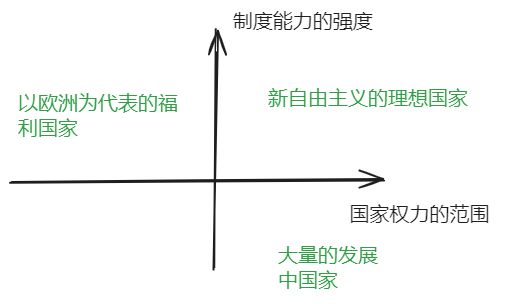 制度能力的强度
以欧洲为代表的福
利国家
新自由主义的理想国家
国家权力的范围
大量的发展
中国家